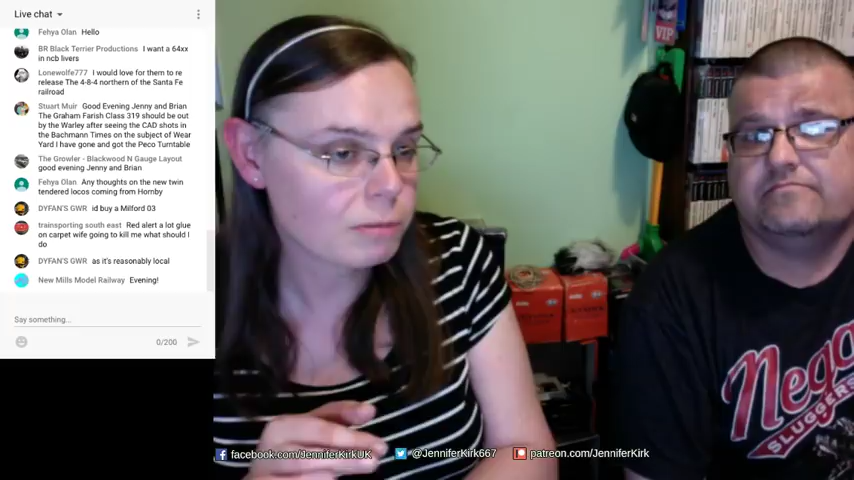 Live chat
Fehya Olan Hello
BR Black Terrier Productions I want a 64xx
in ncb livers
Lonewolfe777 I would love for them to re
release The 4-8-4 northern of the Santa Fe
railroad
Stuart Muir Good Evening Jenny and Brian
The Graham Farish Class 319 should be out
by the Warley after seeing the CAD shots in
the Bachmann Times on the subject of Wear
Yard I have gone and got the Peco Turntable
The Growler - Blackwood N Gauge Layout
good evening Jenny and Brian
Fehya Olan Any thoughts on the new twin
tendered locos coming from Hornby
DYFAN'S GWR id buy a Milford 03
trainsporting south east Red alert a lot glue
on carpet wife going to kill me what should I
do
DYFAN'S GWR as it's reasonably local
New Mills Model Railway Evening!
Say something...
0/200
VIP
SLUGGERS
facebook.com/JenniferKirkUK
@JenniferKirk667
patreon.com/JenniferKirk